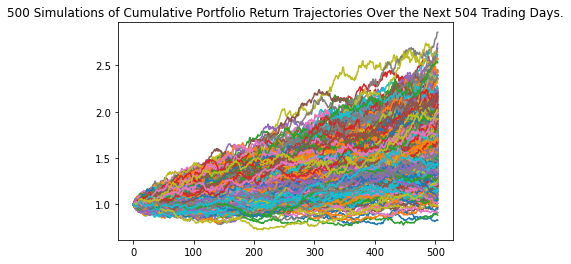 500 Simulations of Cumulative Portfolio Return Trajectories Over the Next 504 Trading Days.
2.5
2.0
1.5
1.0
0 100 200 300 400 500